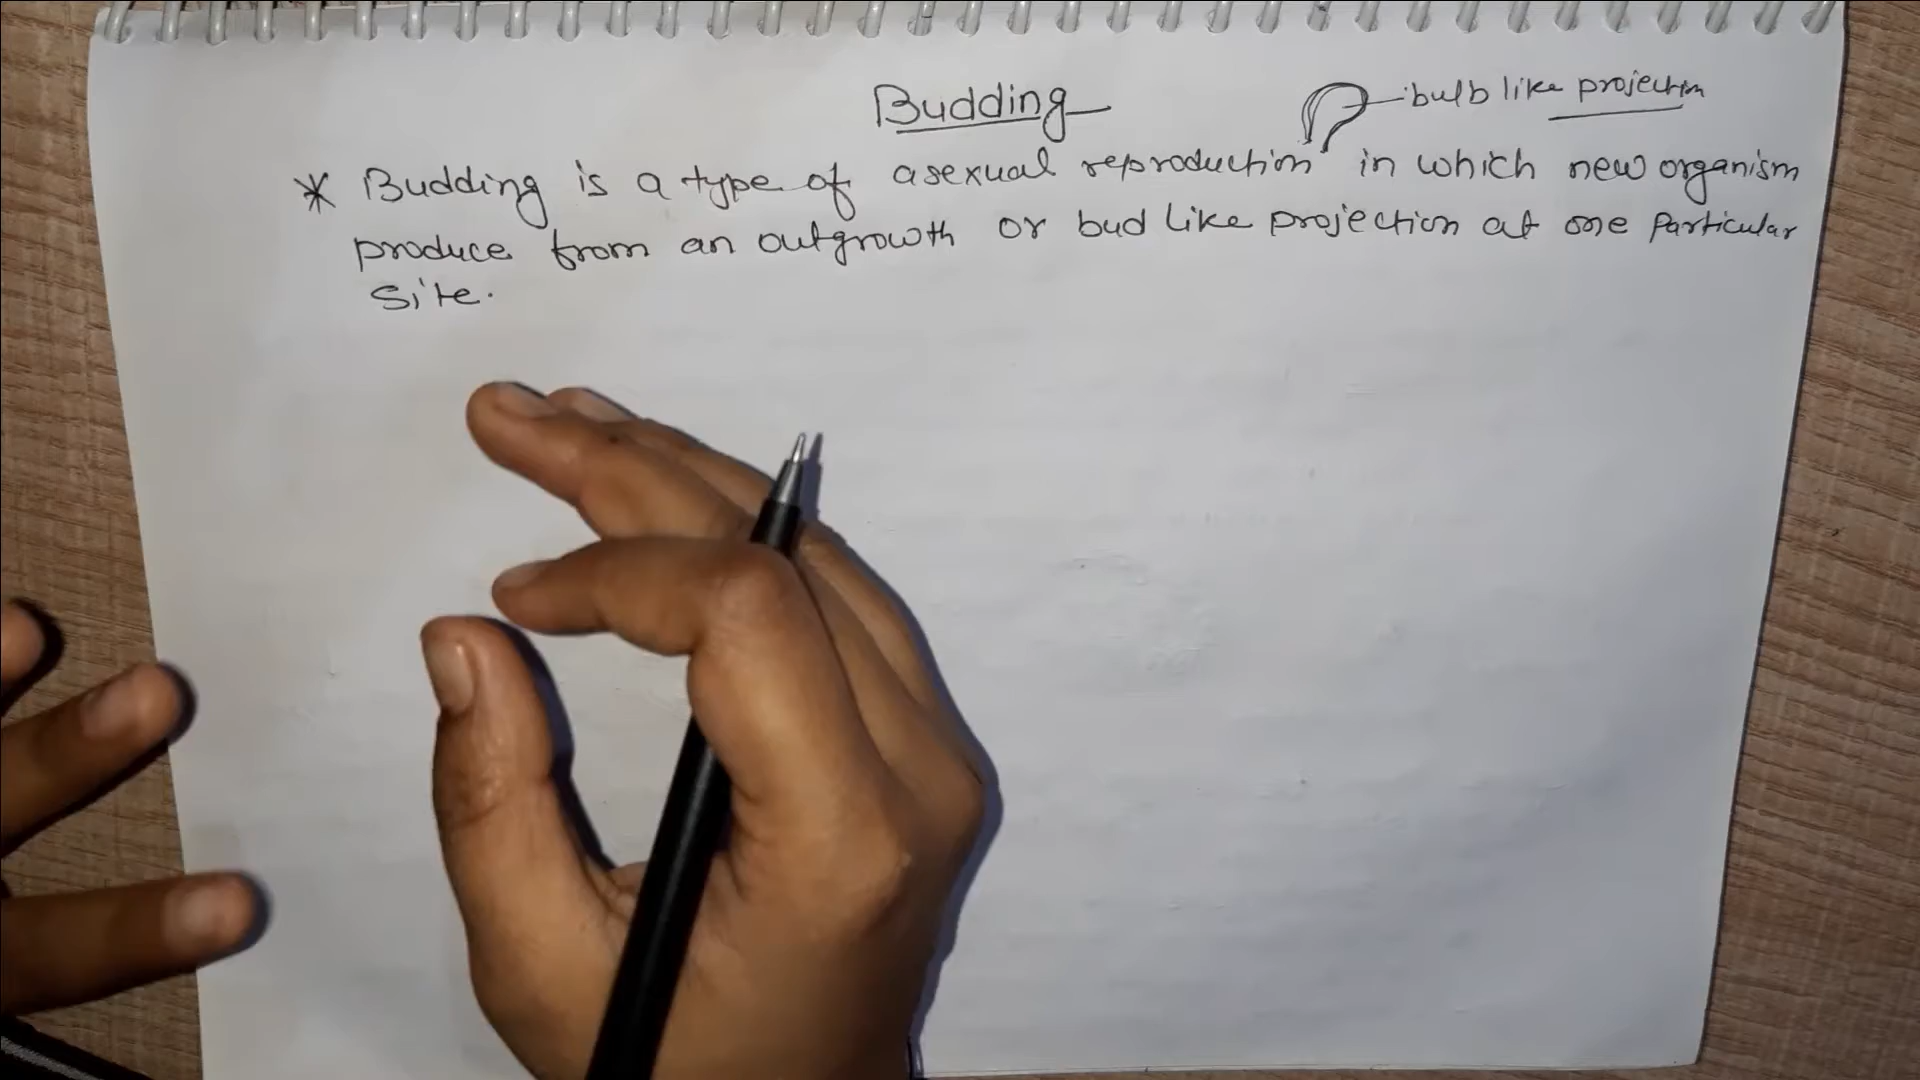 Budding
bulb like projection
* Budding is a type of asexual reproduction in which new organism
produce from an outgrowth or bud like projection at one particular
site.